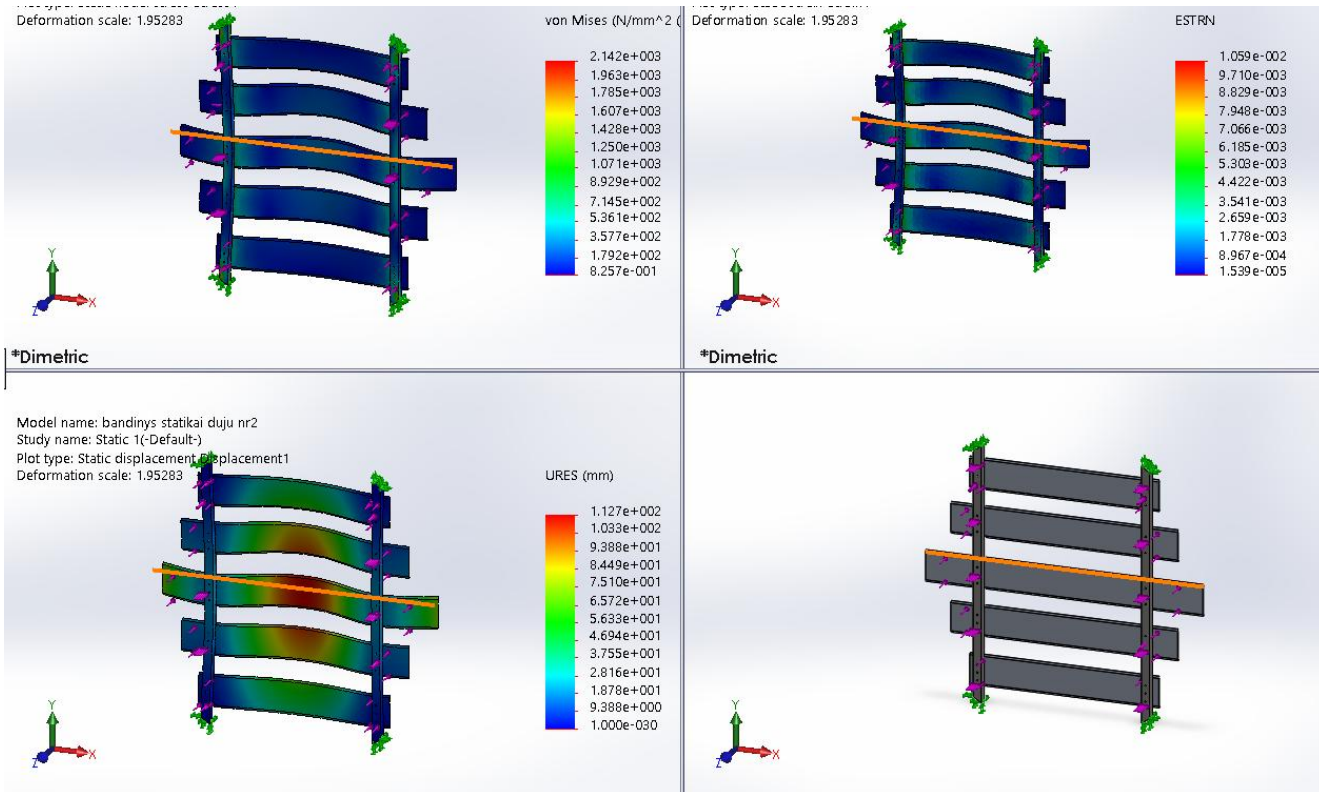 Deformation scale: 1.95283
von Mises (N/mm^2 (
2.142e+003
1.963e+003
1.785e+003
1.607e+003
1.428e+003
1.250e+003
1.071e+003
8.929e+002
7.145e+002
5.361e+002
3.577e+002
1.792e+002
8.257e-001
Y
X
Z
*Dimetric
Deformation scale: 1.95283
ESTRN
1.059e-002
9.710e-003
8.829e-003
7.948e-003
7.066e-003
6.185e-003
5.303e-003
4.422e-003
3.541e-003
2.659e-003
1.778e-003
8.967e-004
1.539e-005
Y
X
Z
*Dimetric
Model name: bandinys statikai duju nr2
Study name: Static 1(-Default-)
Plot type: Static displacement Displacement1
Deformation scale: 1.95283
URES (mm)
1.127e+002
1.033e+002
9.388e+001
8.449e+001
7.510e+001
6.572e+001
5.633e+001
4.694e+001
3.755e+001
2.816e+001
1.878e+001
9.388e+000
1.000e-030
Y
X
Z
Y
X
Z